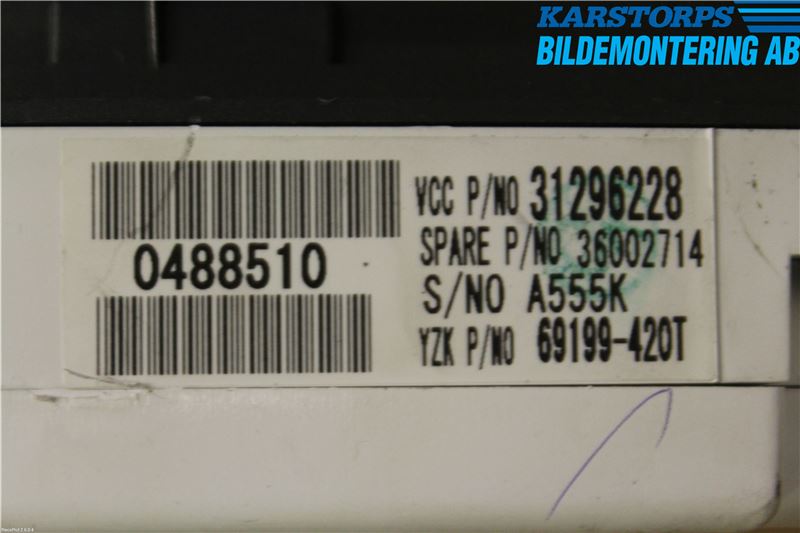 KARSTORPS
BILDEMONTERING AB
VCC P/NO 31296228
SPARE P/NO 36002714
0488510
S/NO A555K
YZK P/NO 69199-420T